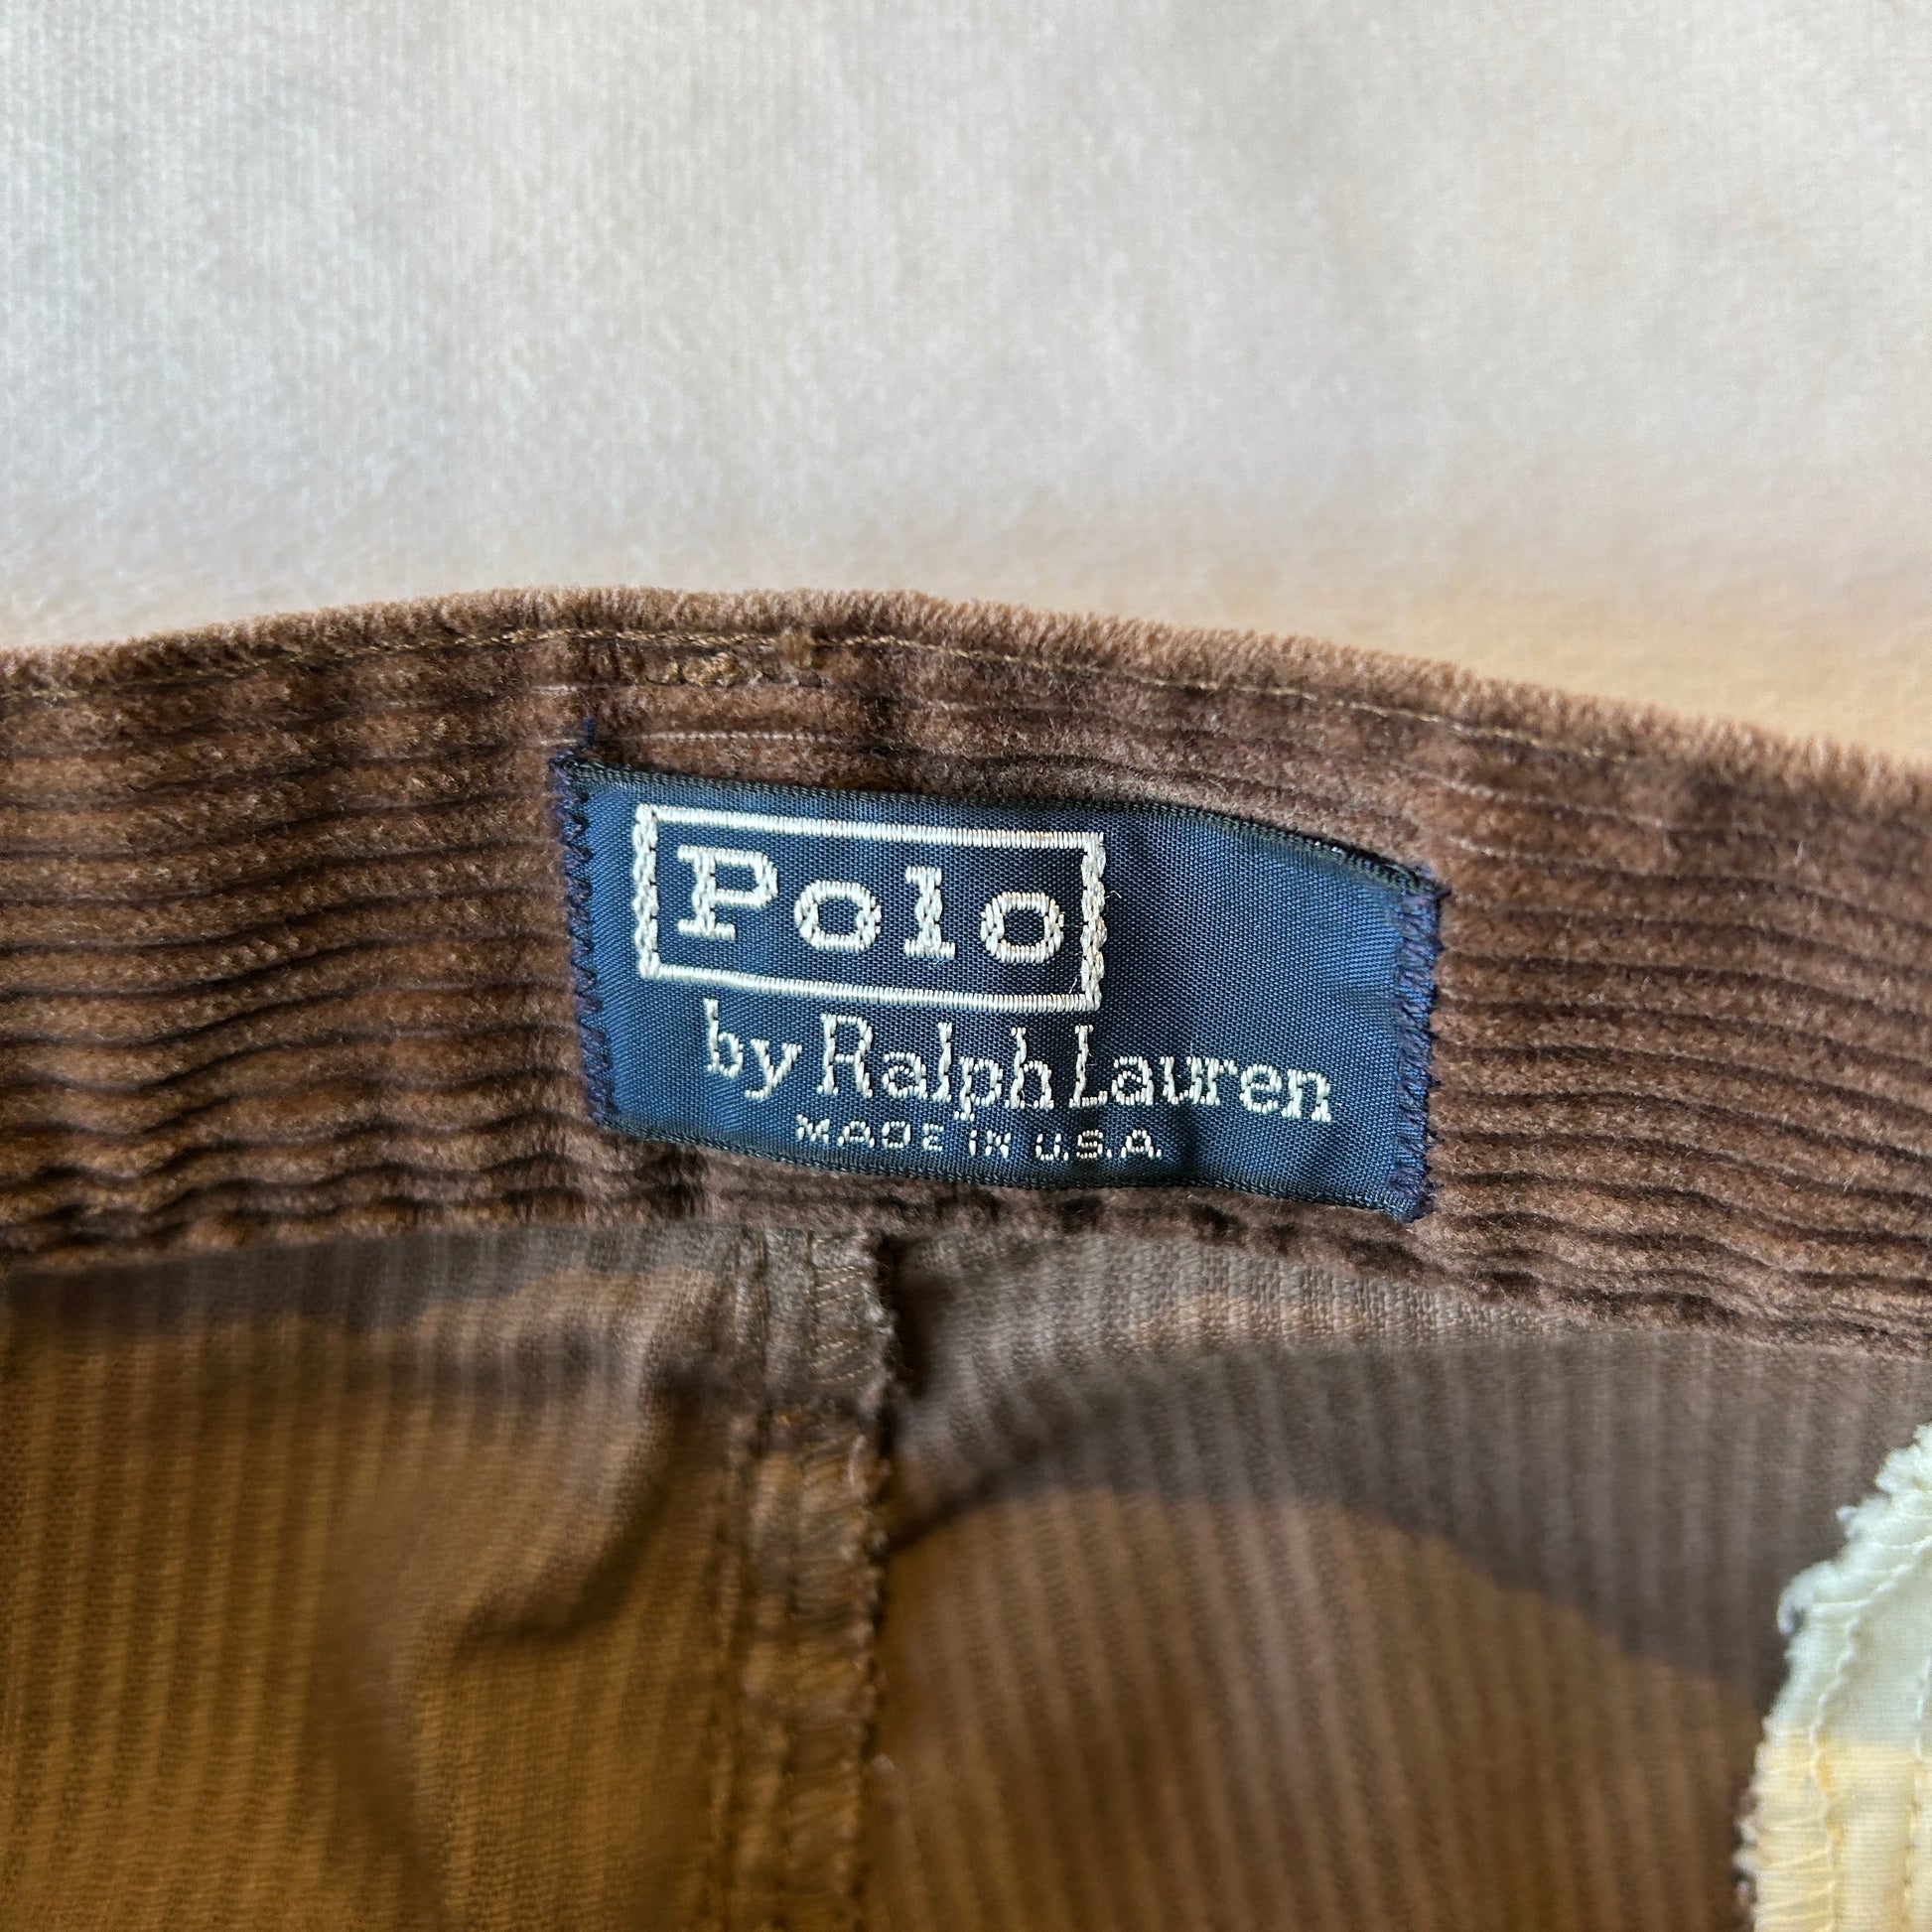 Polo
by Ralph Lauren
MADE IN U.S.A.